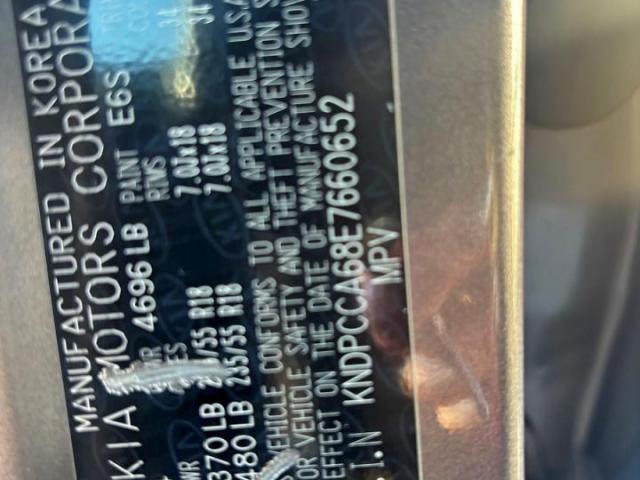 MANUFACTURED IN KOREA
KIA MOTORS CORPORA
4696 LB PAINT E6S
RIMS
370 LB /55 R18 7.0JX18 34
480 LB 235/55 R18 7.0JX18 34
VEHICLE CONFORMS TO ALL APPLICABLE U.S.A
OR VEHICLE SAFETY AND THEFT PREVENTION S
EFFECT ON THE DATE OF MANUFACTURE SHOW
.I.N KNDPCCA68E7660652
MPV